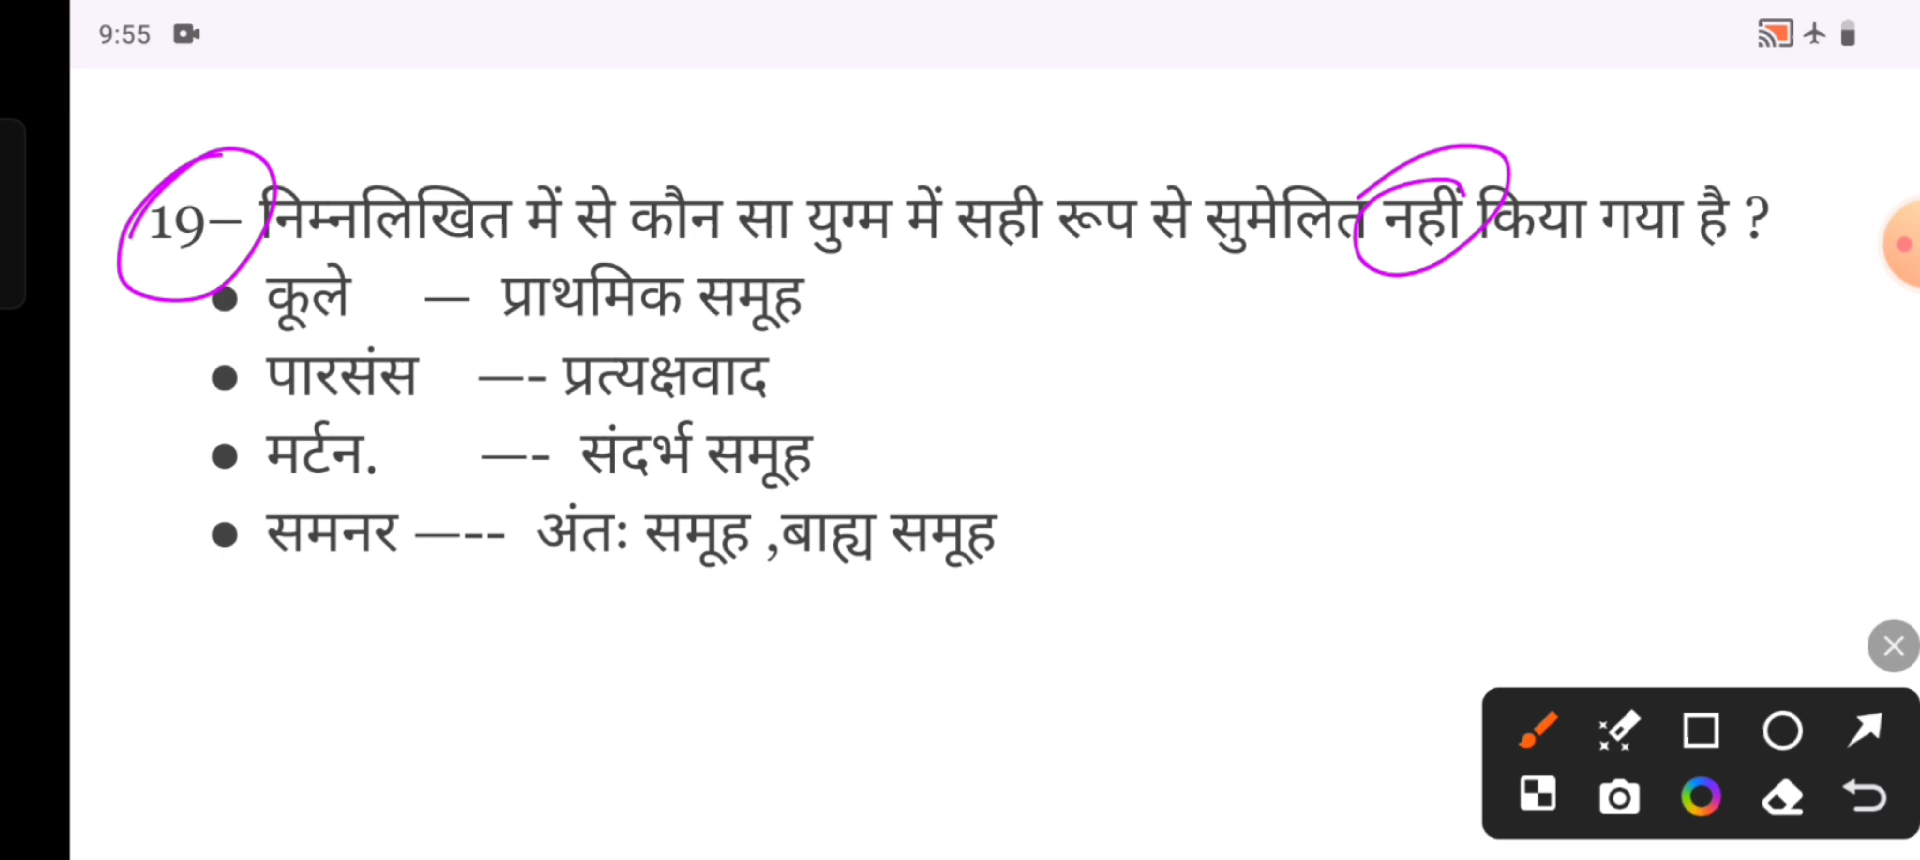 9:55
19– निम्नलिखित में से कौन सा युग्म में सही रूप से सुमेलित नहीं किया गया है ?
● कूले — प्राथमिक समूह
● पारसंस —-- प्रत्यक्षवाद
● मर्टन. —-- संदर्भ समूह
● समनर —-- अंतः समूह ,बाह्य समूह